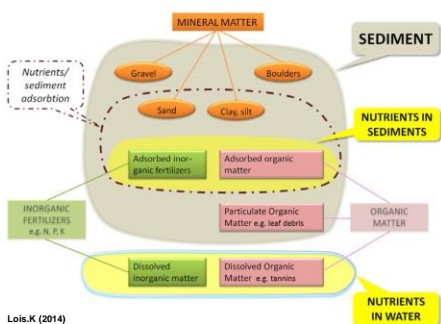 MINERAL MATTER
SEDIMENT
Nutrients/
sediment
adsorbtion
Gravel
Boulders
Sand
Clay, silt
NUTRIENTS IN
SEDIMENTS
Adsorbed inor-
ganic fertilizers
Adsorbed organic
matter
INORGANIC
FERTILIZERS
e.g. N, P, K
Particulate Organic
Matter e.g. leaf debris
ORGANIC
MATTER
Dissolved
inorganic matter
Dissolved Organic
Matter e.g. tannins
NUTRIENTS
IN WATER
Lois.K (2014)